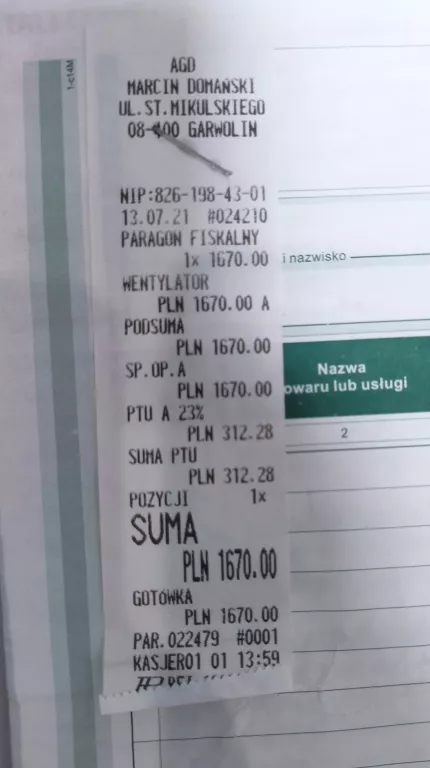 AGD
MARCIN DOMAŃSKI
UL.ST.MIKULSKIEGO
08-400 GARWOLIN
NIP:826-198-43-01
13.07.21 #024210
PARAGON FISKALNY
1x 1670.00
WENTYLATOR
PLN 1670.00 A
PODSUMA
PLN 1670.00
SP.OP.A
PLN 1670.00
PTU A 23%
PLN 312.28
SUMA PTU
PLN 312.28
POZYCJI 1x
SUMA
PLN 1670.00
GOTÓWKA
PLN 1670.00
PAR.022479 #0001
KASJER01 01 13:59
1-c14M
i nazwisko
Nazwa
owaru lub usługi
2